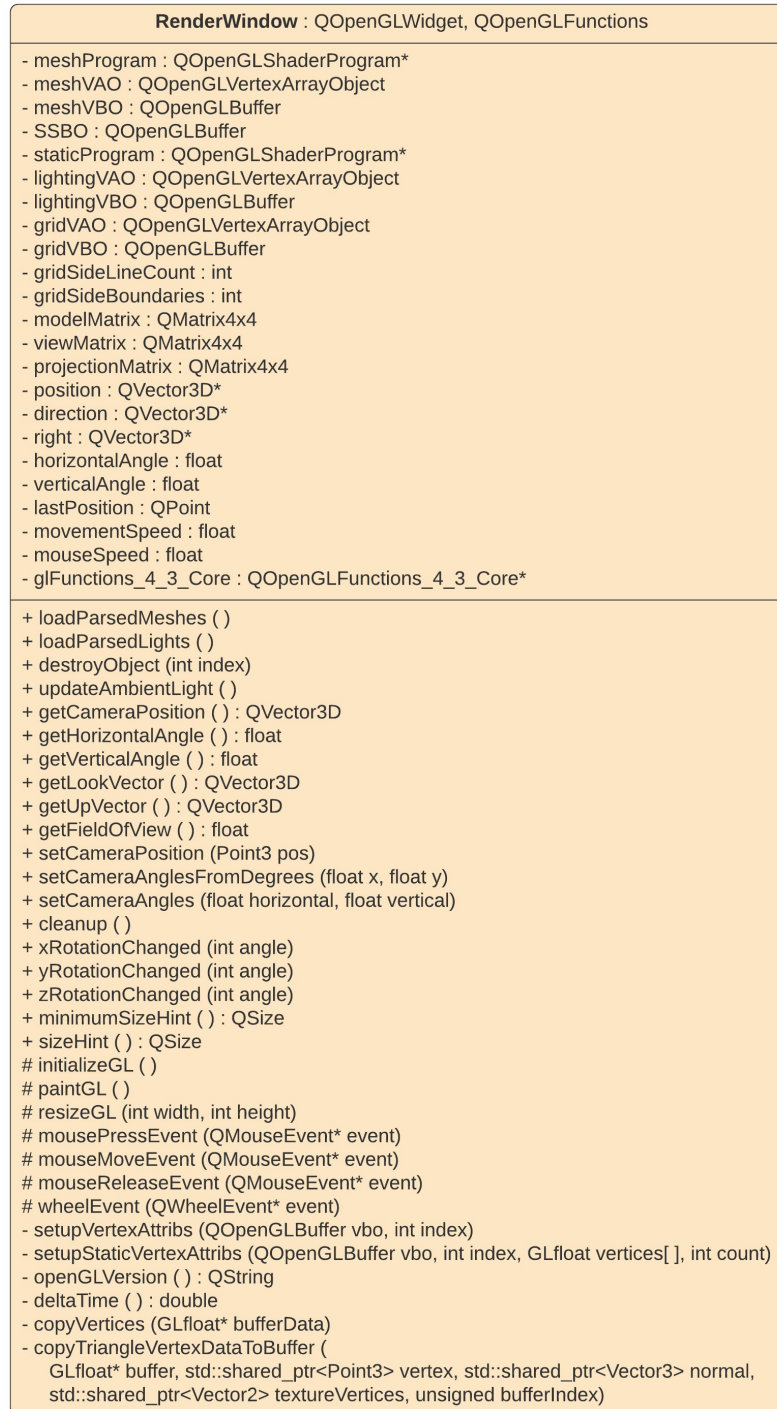 RenderWindow : QOpenGLWidget, QOpenGLFunctions
- meshProgram : QOpenGLShaderProgram*
- meshVAO : QOpenGLVertexArrayObject
- meshVBO : QOpenGLBuffer
- SSBO : QOpenGLBuffer
- staticProgram : QOpenGLShaderProgram*
- lightingVAO : QOpenGLVertexArrayObject
- lightingVBO : QOpenGLBuffer
- gridVAO : QOpenGLVertexArrayObject
- gridVBO : QOpenGLBuffer
- gridSideLineCount : int
- gridSideBoundaries : int
- modelMatrix : QMatrix4x4
- viewMatrix : QMatrix4x4
- projectionMatrix : QMatrix4x4
- position : QVector3D*
- direction : QVector3D*
- right : QVector3D*
- horizontalAngle : float
- verticalAngle : float
- lastPosition : QPoint
- movementSpeed : float
- mouseSpeed : float
- glFunctions_4_3_Core : QOpenGLFunctions_4_3_Core*
+ loadParsedMeshes ( )
+ loadParsedLights ( )
+ destroyObject (int index)
+ updateAmbientLight ( )
+ getCameraPosition ( ) : QVector3D
+ getHorizontalAngle ( ) : float
+ getVerticalAngle ( ) : float
+ getLookVector ( ) : QVector3D
+ getUpVector ( ) : QVector3D
+ getFieldOfView ( ) : float
+ setCameraPosition (Point3 pos)
+ setCameraAnglesFromDegrees (float x, float y)
+ setCameraAngles (float horizontal, float vertical)
+ cleanup ( )
+ xRotationChanged (int angle)
+ yRotationChanged (int angle)
+ zRotationChanged (int angle)
+ minimumSizeHint ( ) : QSize
+ sizeHint ( ) : QSize
# initializeGL ( )
# paintGL ( )
# resizeGL (int width, int height)
# mousePressEvent (QMouseEvent* event)
# mouseMoveEvent (QMouseEvent* event)
# mouseReleaseEvent (QMouseEvent* event)
# wheelEvent (QWheelEvent* event)
- setupVertexAttribs (QOpenGLBuffer vbo, int index)
- setupStaticVertexAttribs (QOpenGLBuffer vbo, int index, GLfloat vertices[ ], int count)
- openGLVersion ( ) : QString
- deltaTime ( ) : double
- copyVertices (GLfloat* bufferData)
- copyTriangleVertexDataToBuffer (
GLfloat* buffer, std::shared_ptr<Point3> vertex, std::shared_ptr<Vector3> normal,
std::shared_ptr<Vector2> textureVertices, unsigned bufferIndex)